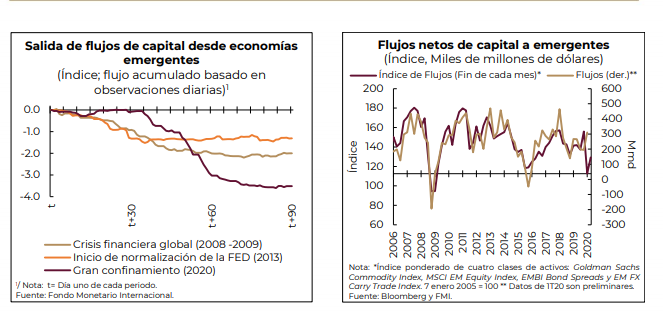 Salida de flujos de capital desde economías
emergentes
(Índice; flujo acumulado basado en
observaciones diarias)¹
0.0
-1.0
-2.0
-3.0
-4.0
t
t+30
t+60
t+90
Crisis financiera global (2008 -2009)
Inicio de normalización de la FED (2013)
Gran confinamiento (2020)
¹/ Nota: t= Día uno de cada periodo.
Fuente: Fondo Monetario Internacional.
Flujos netos de capital a emergentes
(Índice, Miles de millones de dólares)
Índice de Flujos (Fin de cada mes)*
Flujos (der.)**
200
180
160
140
120
100
80
60
Índice
600
500
400
300
200
100
0
-100
-200
-300
Mmd
2006
2007
2008
2009
2010
2011
2012
2013
2014
2015
2016
2017
2018
2019
2020
Nota: *Índice ponderado de cuatro clases de activos: Goldman Sachs
Commodity Index, MSCI EM Equity Index, EMBI Bond Spreads y EM FX
Carry Trade Index. 7 enero 2005 = 100 ** Datos de 1T20 son preliminares.
Fuente: Bloomberg y FMI.